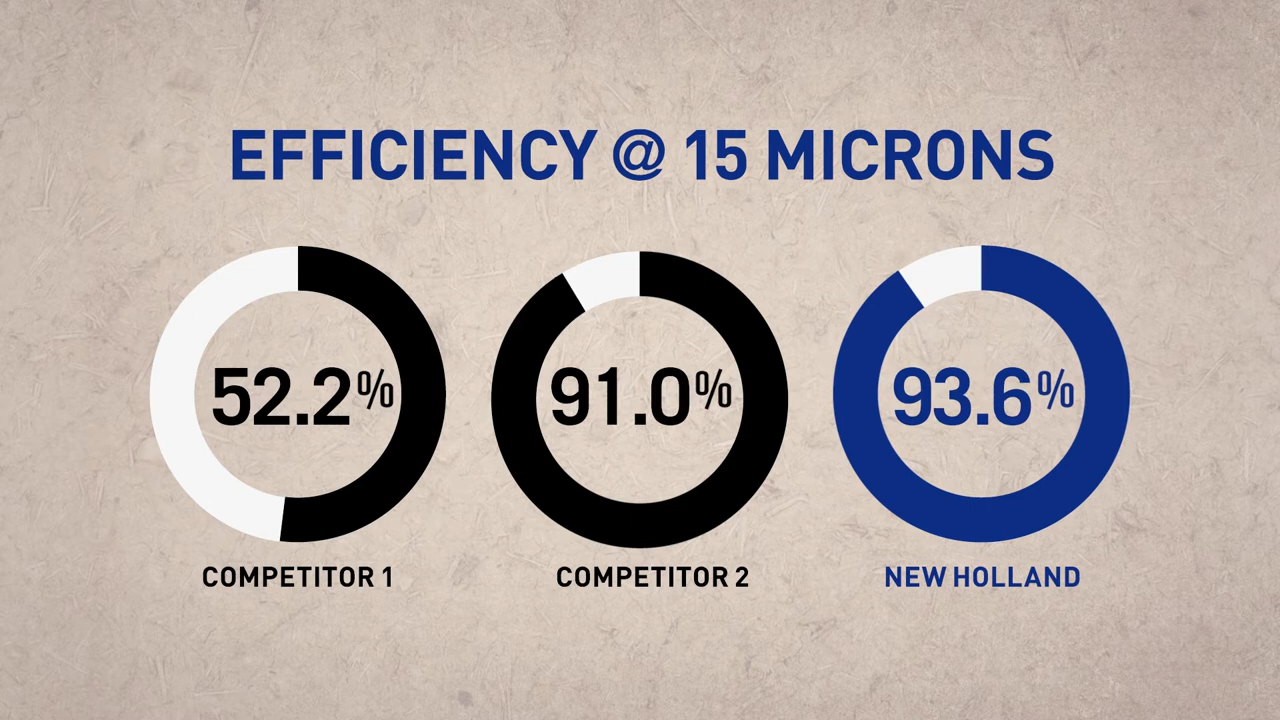 EFFICIENCY @ 15 MICRONS
52.2%
91.0%
93.6%
COMPETITOR 1
COMPETITOR 2
NEW HOLLAND